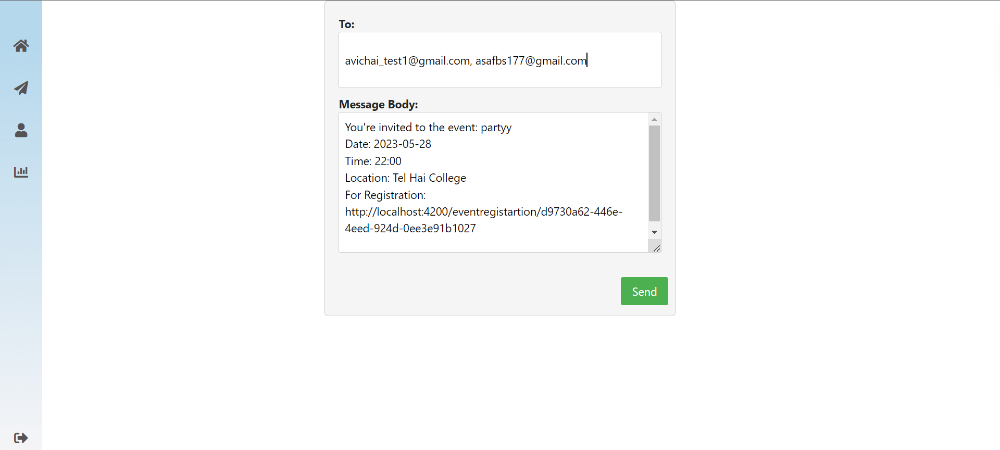 To:
avichai_test1@gmail.com, asafbs177@gmail.com
Message Body:
You're invited to the event: partyy
Date: 2023-05-28
Time: 22:00
Location: Tel Hai College
For Registration:
http://localhost:4200/eventregistartion/d9730a62-446e-
4eed-924d-0ee3e91b1027
Send